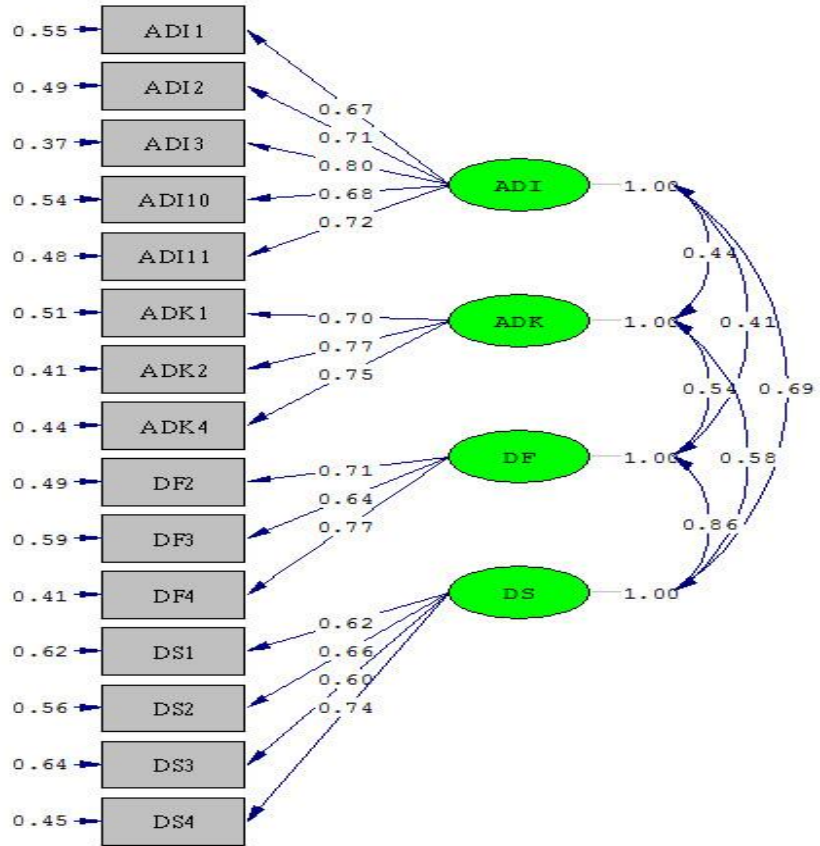 0.55 ADI1
0.49 ADI2
0.37 ADI3
0.54 ADI10
0.48 ADI11
0.51 ADK1
0.41 ADK2
0.44 ADK4
0.49 DF2
0.59 DF3
0.41 DF4
0.62 DS1
0.56 DS2
0.64 DS3
0.45 DS4
0.67
0.71
0.80
0.68
0.72
0.70
0.77
0.75
0.71
0.64
0.77
0.62
0.66
0.60
0.74
ADI 1.00
ADK 1.00
DF 1.00
DS 1.00
0.44
0.41
0.54
0.69
0.58
0.86